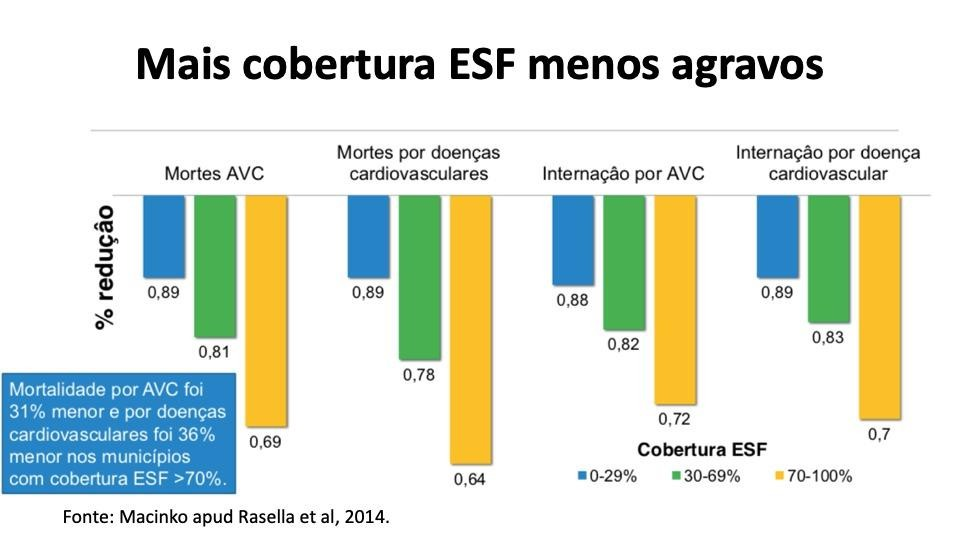 Mais cobertura ESF menos agravos
Mortes AVC
Mortes por doenças
cardiovasculares
Internaçâo por AVC
Internaçâo por doença
cardiovascular
% reduçâo
0,89
0,81
0,69
0,89
0,78
0,64
0,88
0,82
0,72
0,89
0,83
0,7
Mortalidade por AVC foi
31% menor e por doenças
cardiovasculares foi 36%
menor nos municípios
com cobertura ESF >70%.
Cobertura ESF
0-29%
30-69%
70-100%
Fonte: Macinko apud Rasella et al, 2014.